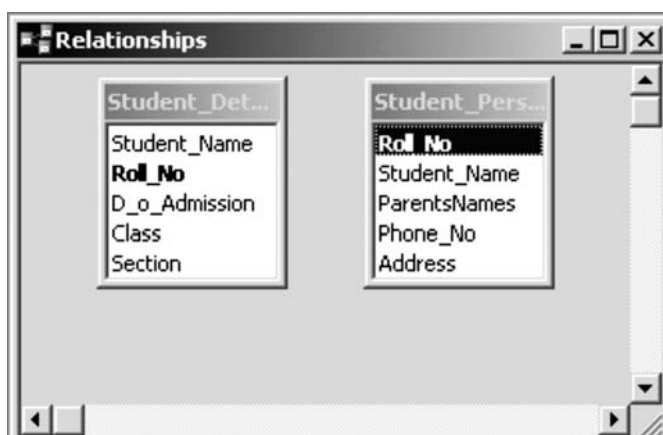 Relationships
Student_Det...
Student_Name
Roll_No
D_o_Admission
Class
Section
Student_Pers...
Roll_No
Student_Name
ParentsNames
Phone_No
Address